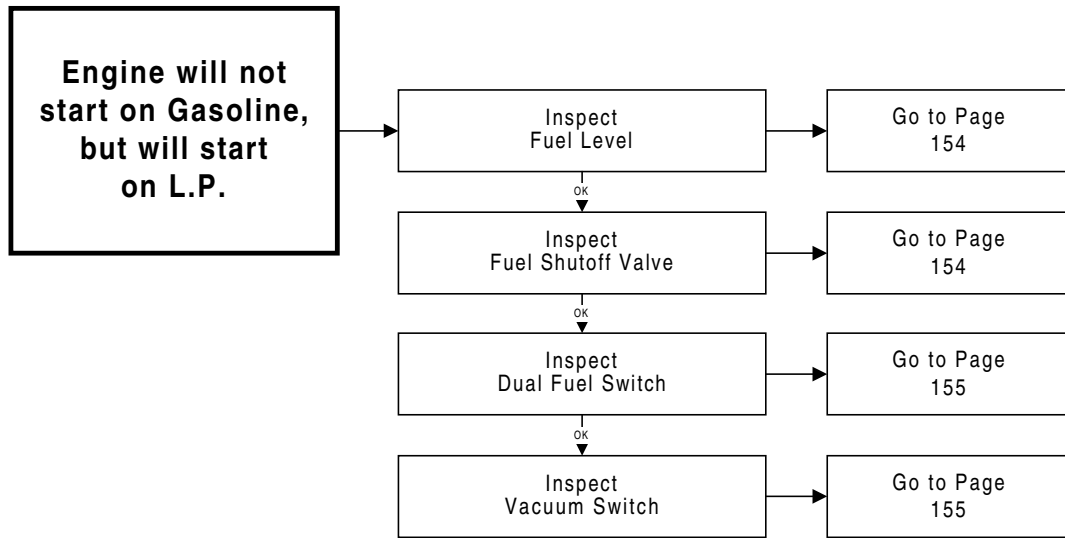 Engine will not
start on Gasoline,
but will start
on L.P.
Inspect
Fuel Level
Go to Page
154
OK
Inspect
Fuel Shutoff Valve
Go to Page
154
OK
Inspect
Dual Fuel Switch
Go to Page
155
OK
Inspect
Vacuum Switch
Go to Page
155